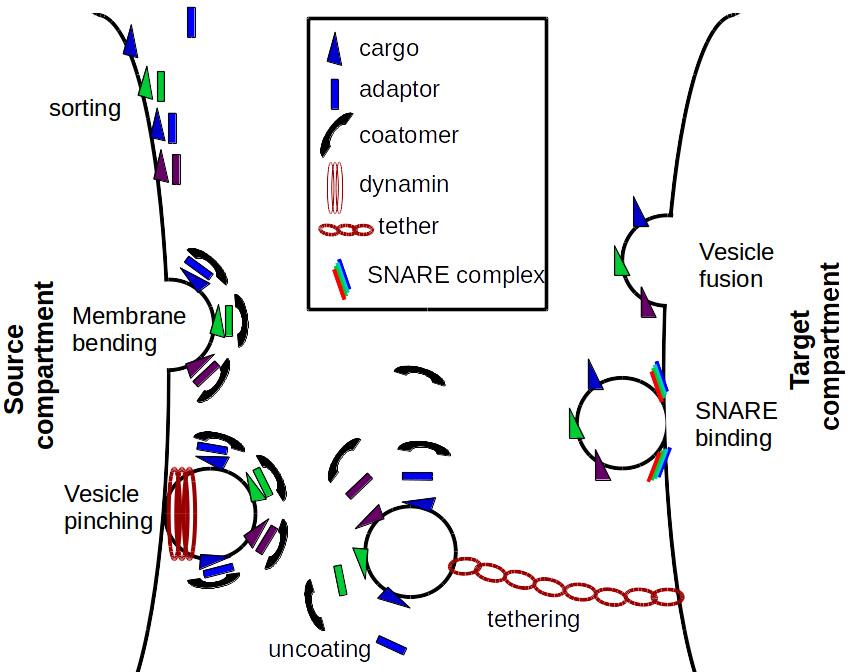 sorting
cargo
adaptor
coatomer
dynamin
tether
SNARE complex
Vesicle
fusion
Source
compartment
Membrane
bending
Target
compartment
SNARE
binding
Vesicle
pinching
tethering
uncoating